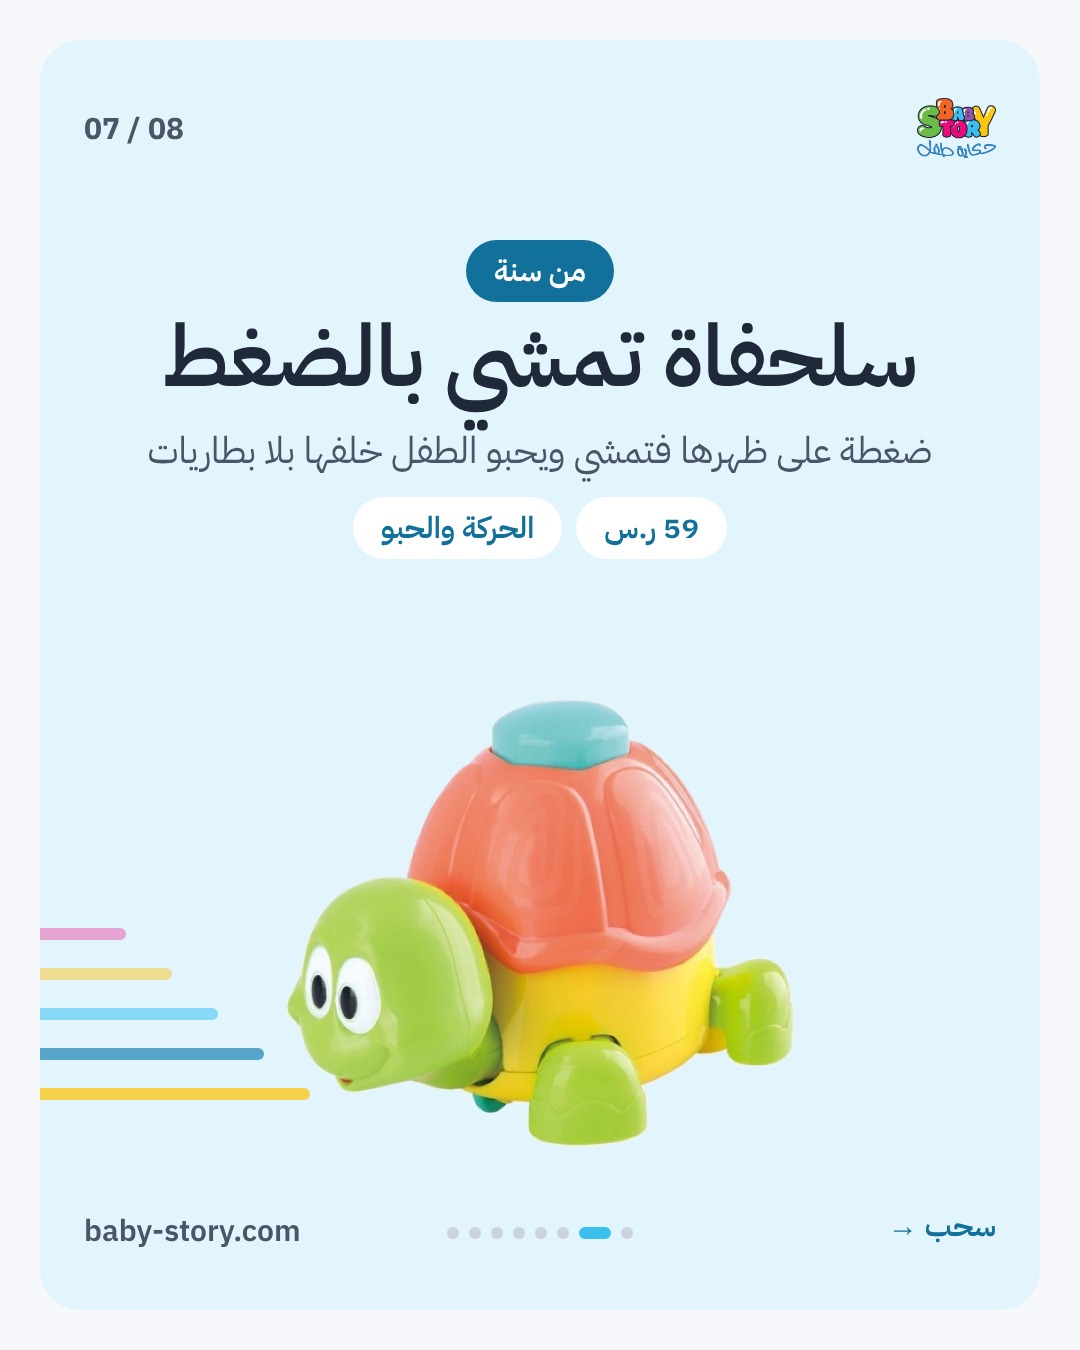 07 / 08
BABY STORY
حكاية طفل
من سنة
سلحفاة تمشي بالضغط
ضغطة على ظهرها فتمشي ويحبو الطفل خلفها بلا بطاريات
59 ر.س
الحركة والحبو
baby-story.com
سحب →